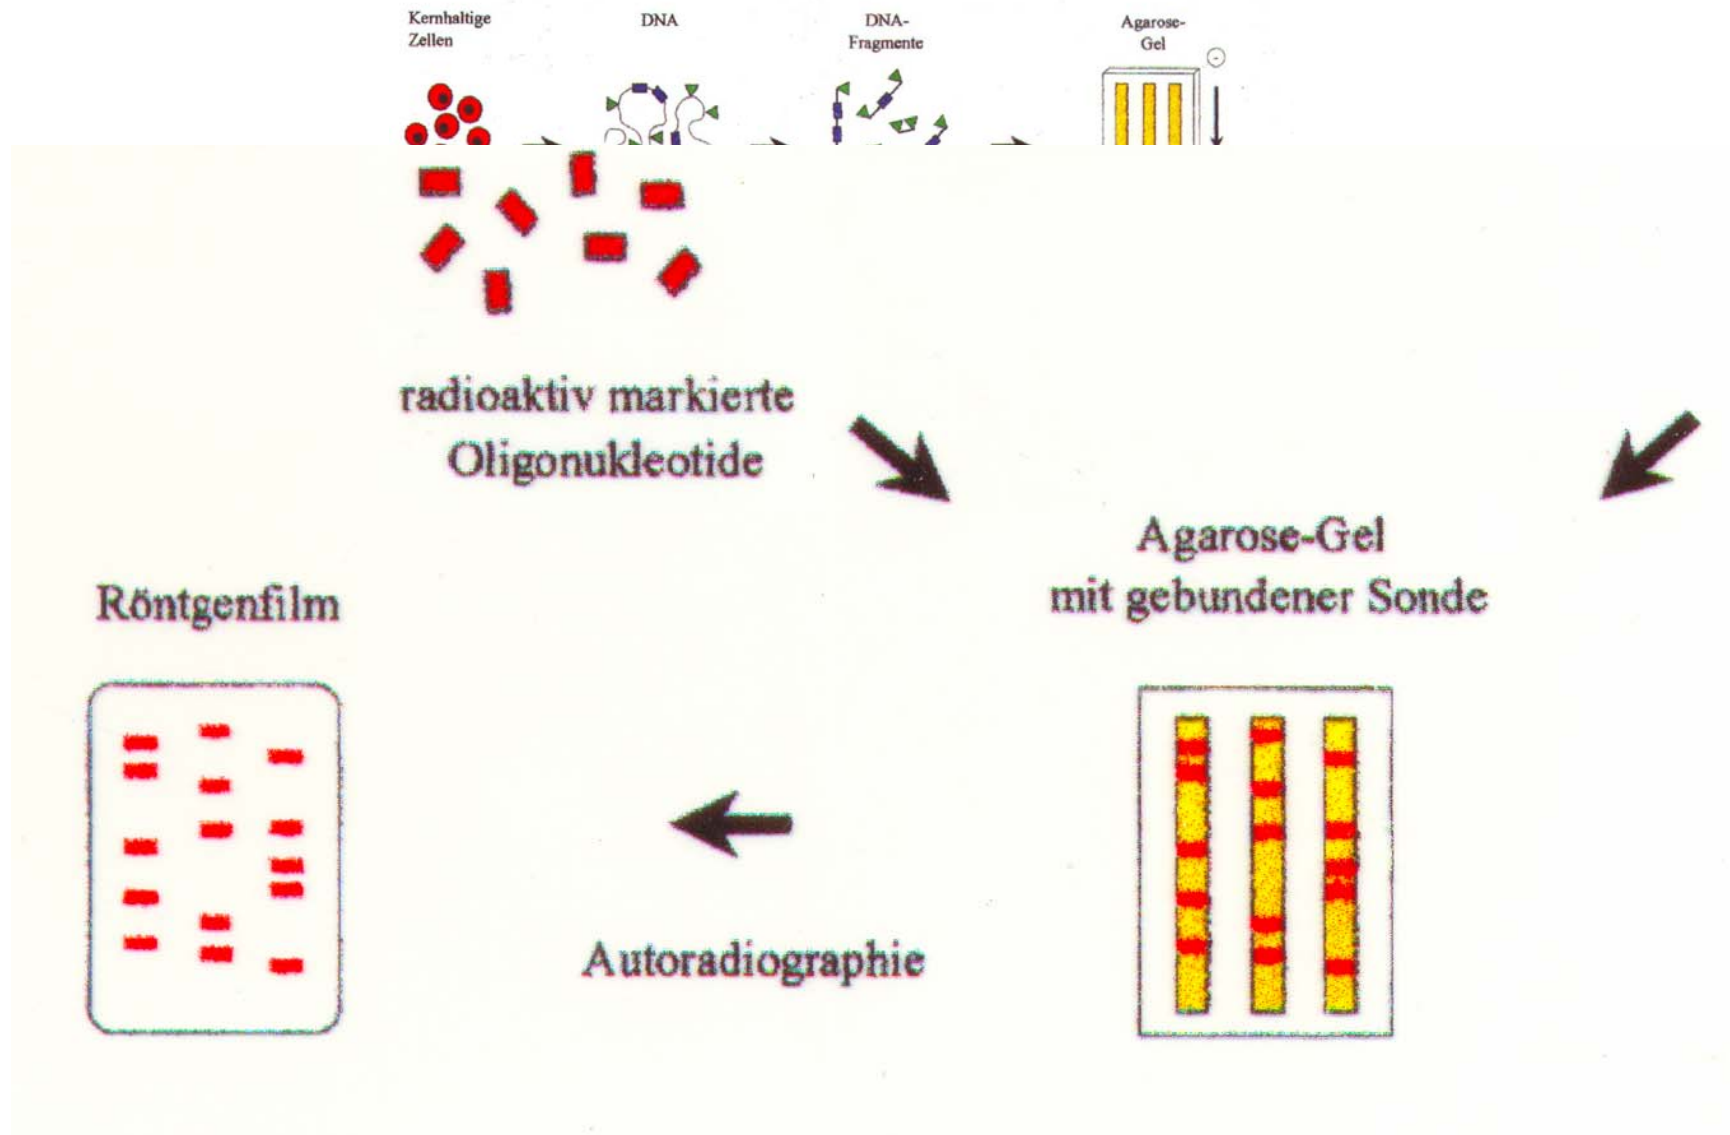 Kernhaltige
Zellen
DNA
DNA-
Fragmente
Agarose-
Gel
-
radioaktiv markierte
Oligonukleotide
Agarose-Gel
mit gebundener Sonde
Röntgenfilm
Autoradiographie